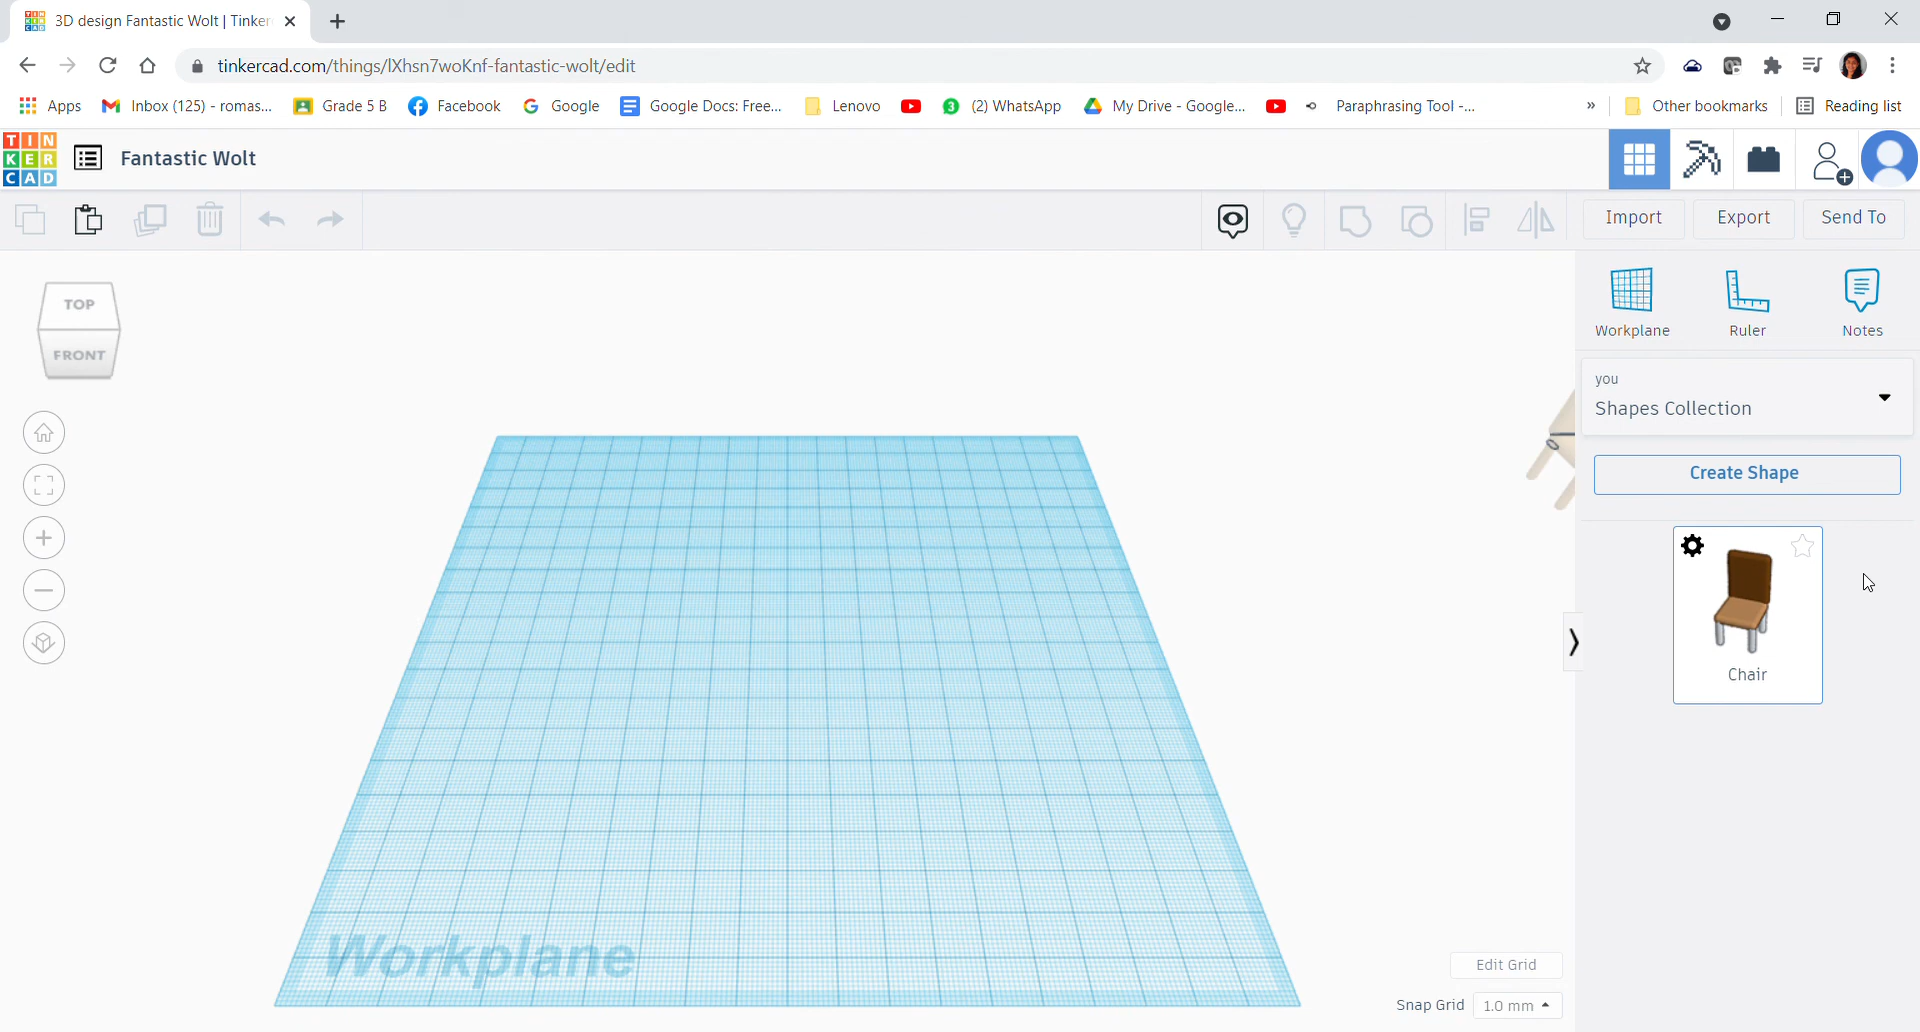 3D design Fantastic Wolt | Tinker
tinkercad.com/things/lXhsn7woKnf-fantastic-wolt/edit
Apps Inbox (125) - romas... Grade 5 B Facebook Google Google Docs: Free... Lenovo 3 (2) WhatsApp My Drive - Google... Paraphrasing Tool -... » Other bookmarks Reading list
TIN
KER
CAD
Fantastic Wolt
Import Export Send To
TOP
FRONT
Workplane Ruler Notes
you
Shapes Collection
Create Shape
Chair
Workplane
Edit Grid
Snap Grid 1.0 mm